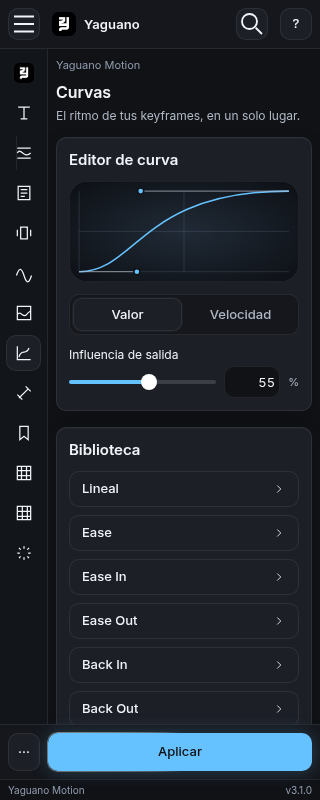 Yaguano
?
Yaguano Motion
Curvas
El ritmo de tus keyframes, en un solo lugar.
Editor de curva
Valor
Velocidad
Influencia de salida
55 %
Biblioteca
Lineal
Ease
Ease In
Ease Out
Back In
Back Out
Aplicar
Yaguano Motion
v3.1.0